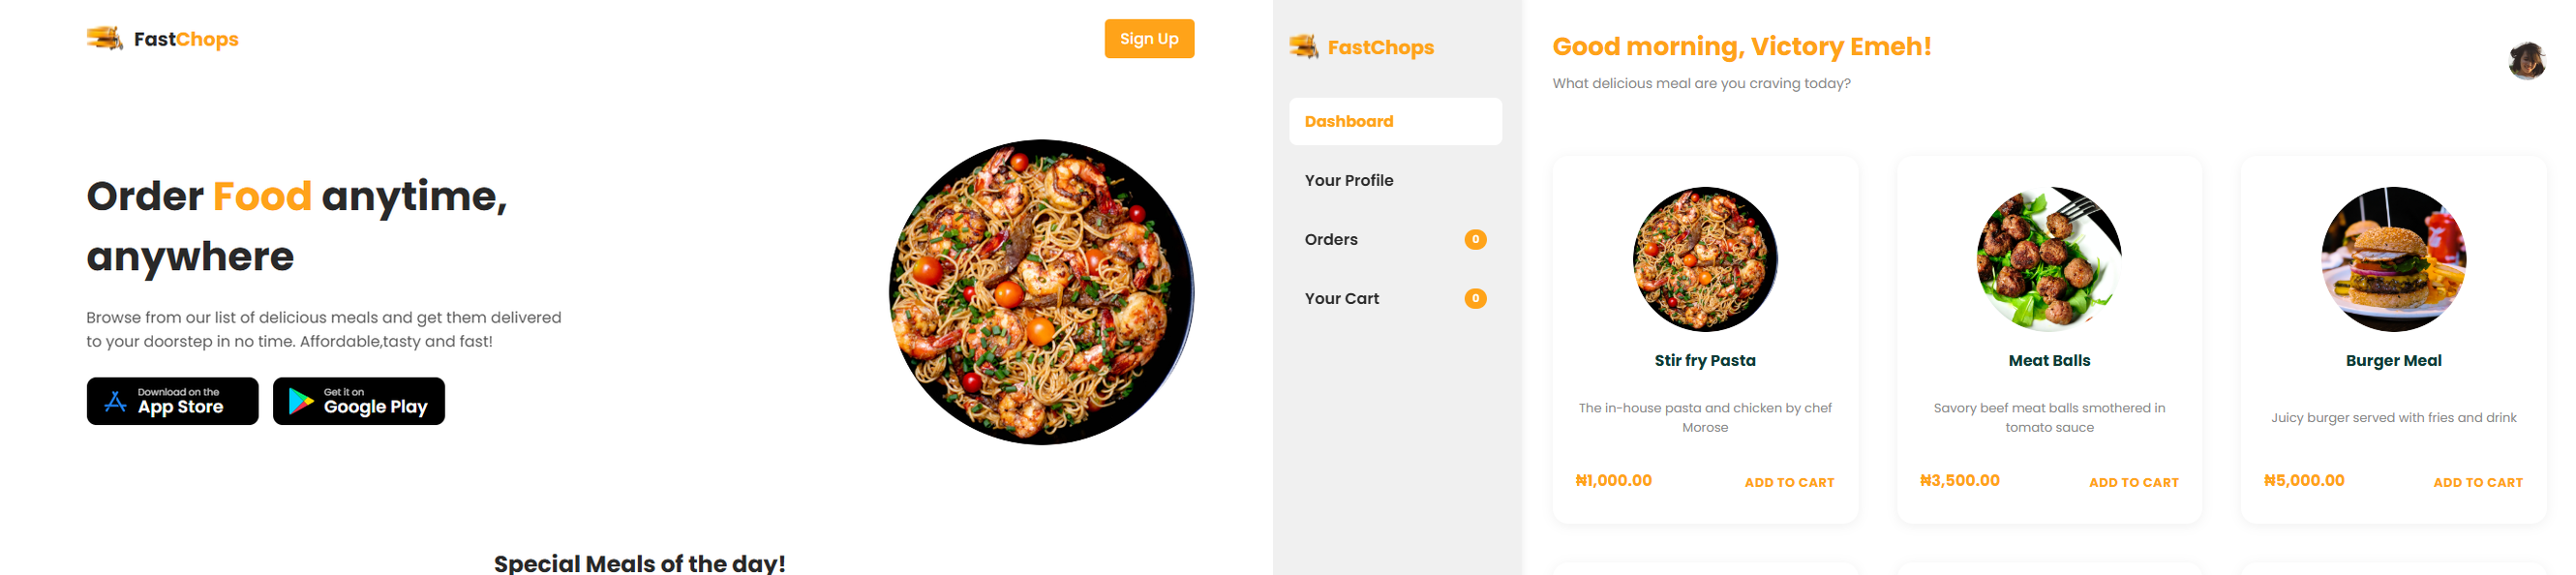 FastChops
Sign Up
Order Food anytime,
anywhere
Browse from our list of delicious meals and get them delivered
to your doorstep in no time. Affordable,tasty and fast!
Download on the
App Store
Get it on
Google Play
Special Meals of the day!
FastChops
Dashboard
Your Profile
Orders 0
Your Cart 0
Good morning, Victory Emeh!
What delicious meal are you craving today?
Stir fry Pasta
The in-house pasta and chicken by chef
Morose
₦1,000.00 ADD TO CART
Meat Balls
Savory beef meat balls smothered in
tomato sauce
₦3,500.00 ADD TO CART
Burger Meal
Juicy burger served with fries and drink
₦5,000.00 ADD TO CART